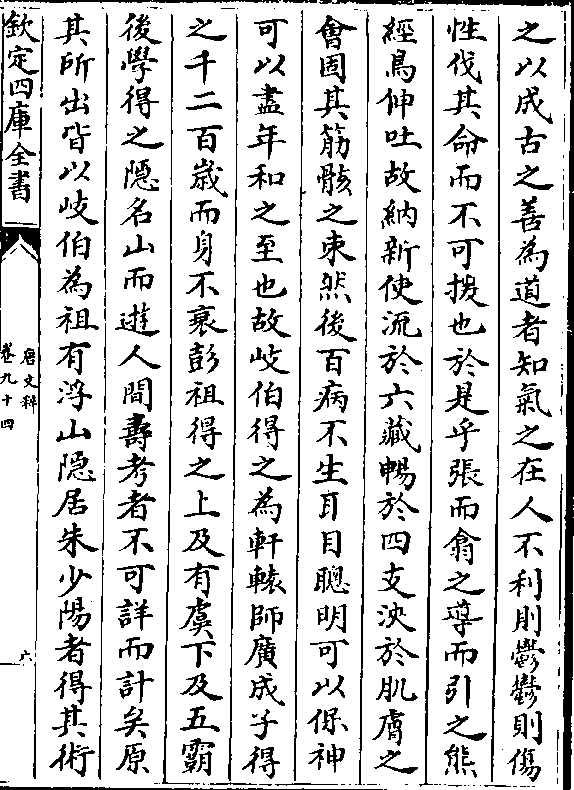 之以成古之善為道者知氣之在人不利則鬱鬱則傷
性伐其命而不可援也於是乎張而翕之導而引之熊
經鳥伸吐故納新使流於六藏暢於四支泱於肌膚之
會固其筋骸之束然後百病不生耳目聰明可以保神
可以盡年和之至也故岐伯得之為軒轅師廣成子得
之千二百嵗而身不衰彭祖得之上及有虞下及五霸
後學得之隠名山而遊人間壽考者不可詳而計矣原
其所出皆以岐伯為祖有浮山隠居朱少陽者得其術
欽定四庫全書
唐文粹
卷九十四
六